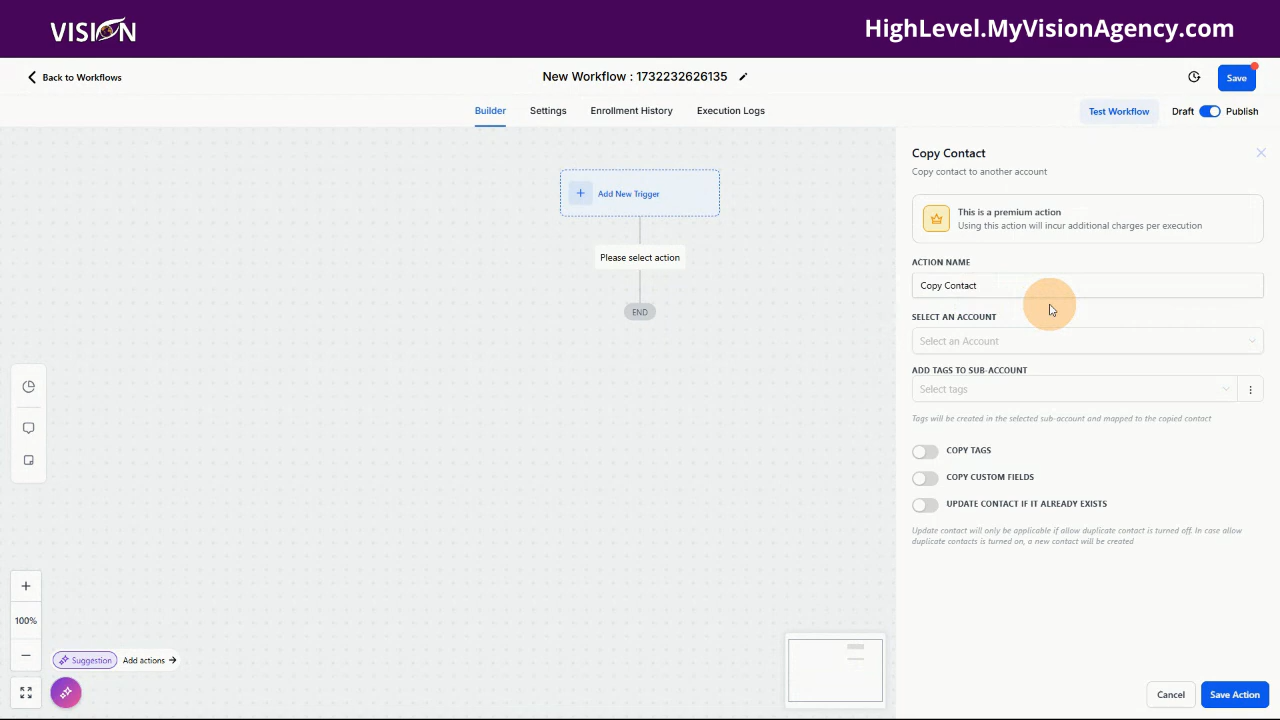 VISION
HighLevel.MyVisionAgency.com
Back to Workflows
New Workflow : 1732232626135
Save
Builder
Settings
Enrollment History
Execution Logs
Test Workflow
Draft
Publish
Add New Trigger
Please select action
END
Copy Contact
Copy contact to another account
This is a premium action
Using this action will incur additional charges per execution
ACTION NAME
Copy Contact
SELECT AN ACCOUNT
Select an Account
ADD TAGS TO SUB-ACCOUNT
Select tags
Tags will be created in the selected sub-account and mapped to the copied contact
COPY TAGS
COPY CUSTOM FIELDS
UPDATE CONTACT IF IT ALREADY EXISTS
Update contact will only be applicable if allow duplicate contact is turned off. In case allow
duplicate contacts is turned on, a new contact will be created
100%
Suggestion
Add actions
Cancel
Save Action